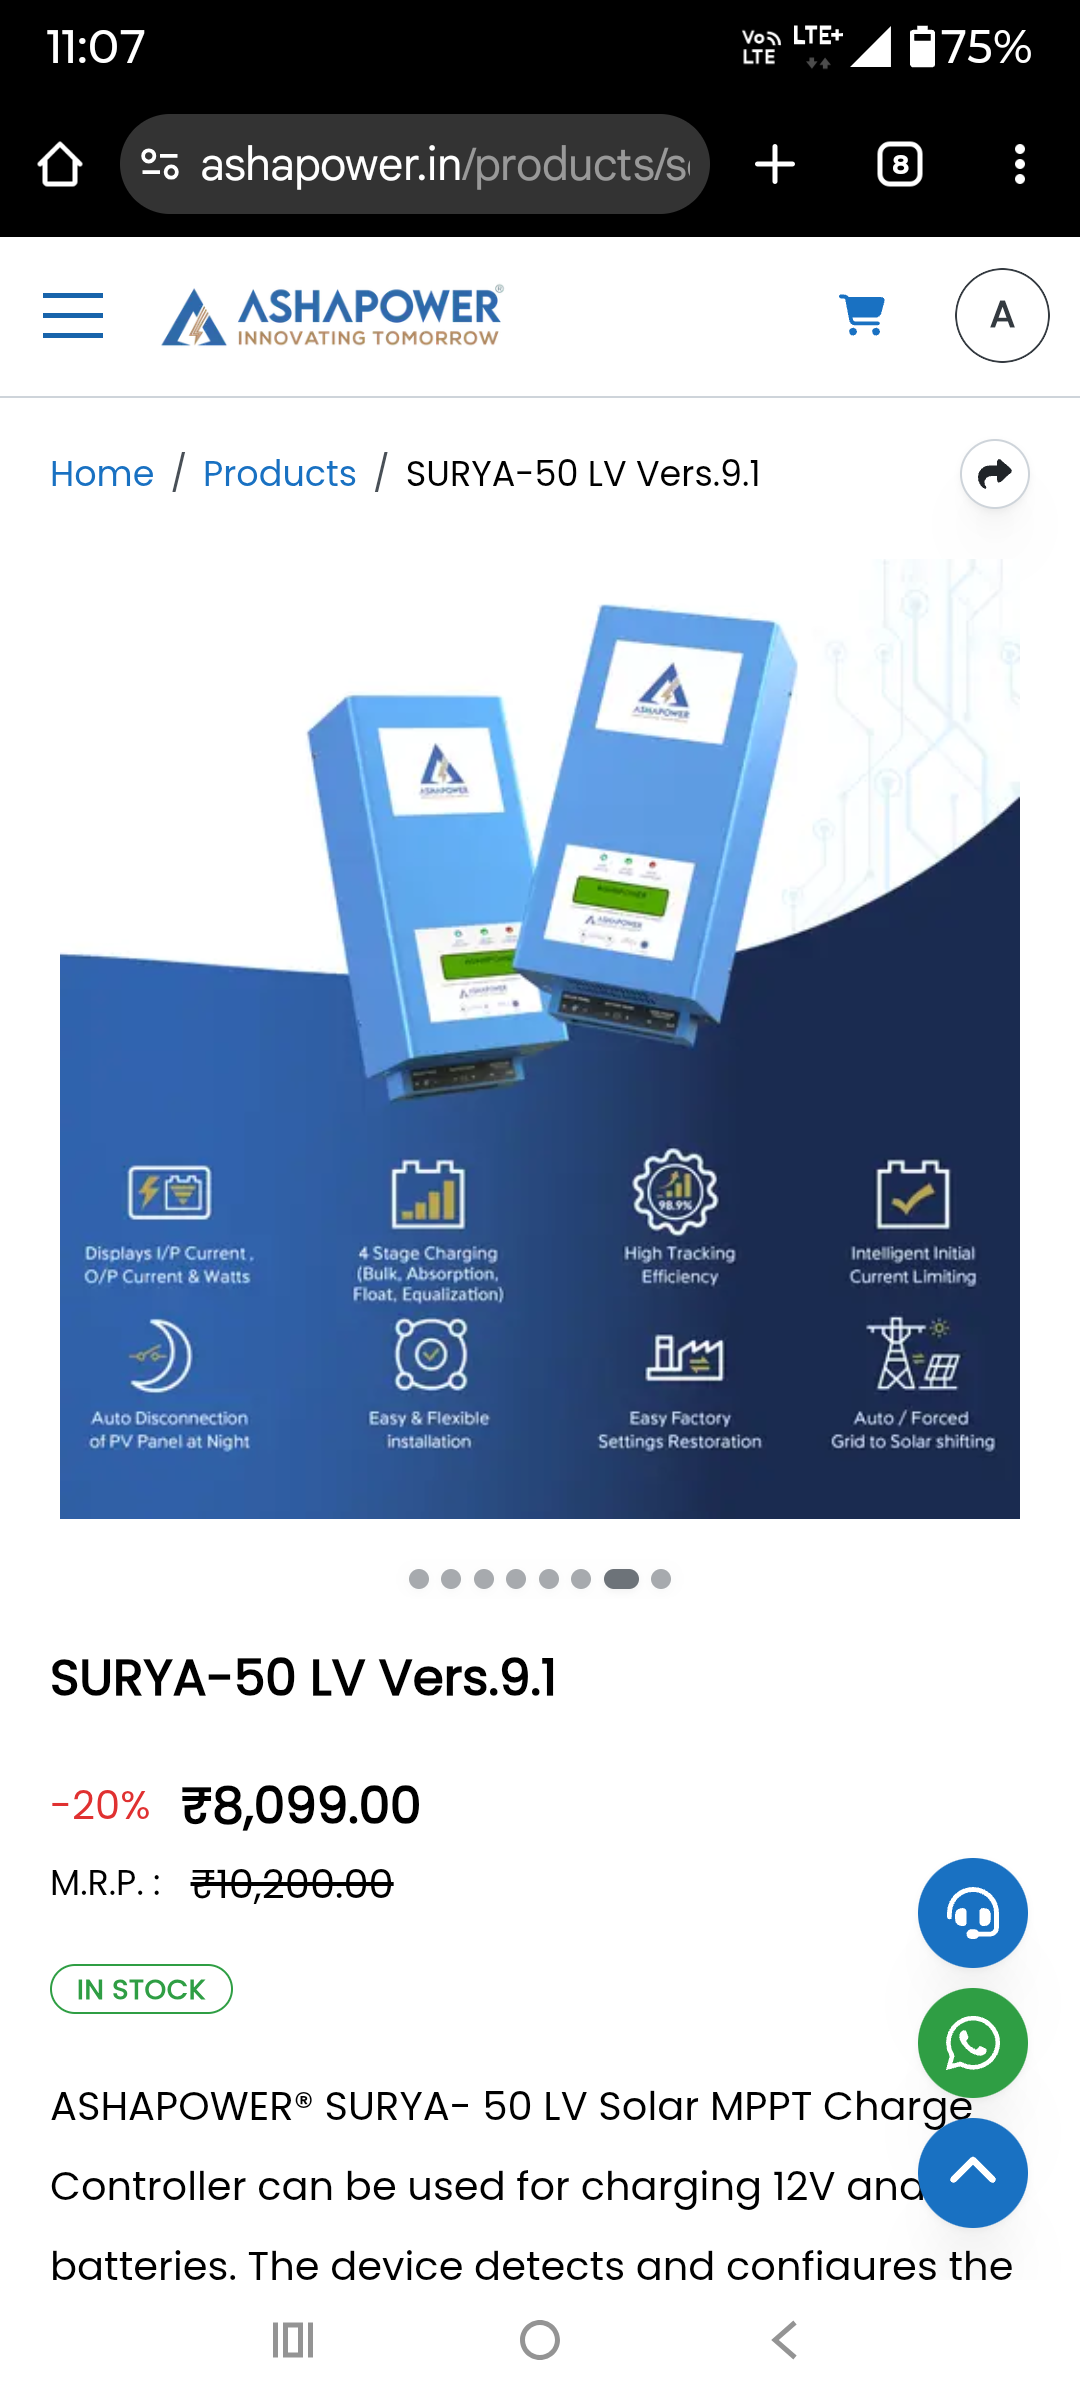 11:07
Vo LTE LTE+ 75%
ashapower.in/products/s
8
ASHAPOWER®
INNOVATING TOMORROW
A
Home / Products / SURYA-50 LV Vers.9.1
ASHAPOWER
ASHAPOWER
ASHAPOWER
ASHAPOWER
98.9%
Displays I/P Current,
O/P Current & Watts
4 Stage Charging
(Bulk, Absorption,
Float, Equalization)
High Tracking
Efficiency
Intelligent Initial
Current Limiting
Auto Disconnection
of PV Panel at Night
Easy & Flexible
installation
Easy Factory
Settings Restoration
Auto / Forced
Grid to Solar shifting
SURYA-50 LV Vers.9.1
-20% ₹8,099.00
M.R.P. : ₹10,200.00
IN STOCK
ASHAPOWER® SURYA- 50 LV Solar MPPT Charge
Controller can be used for charging 12V and
batteries. The device detects and configures the